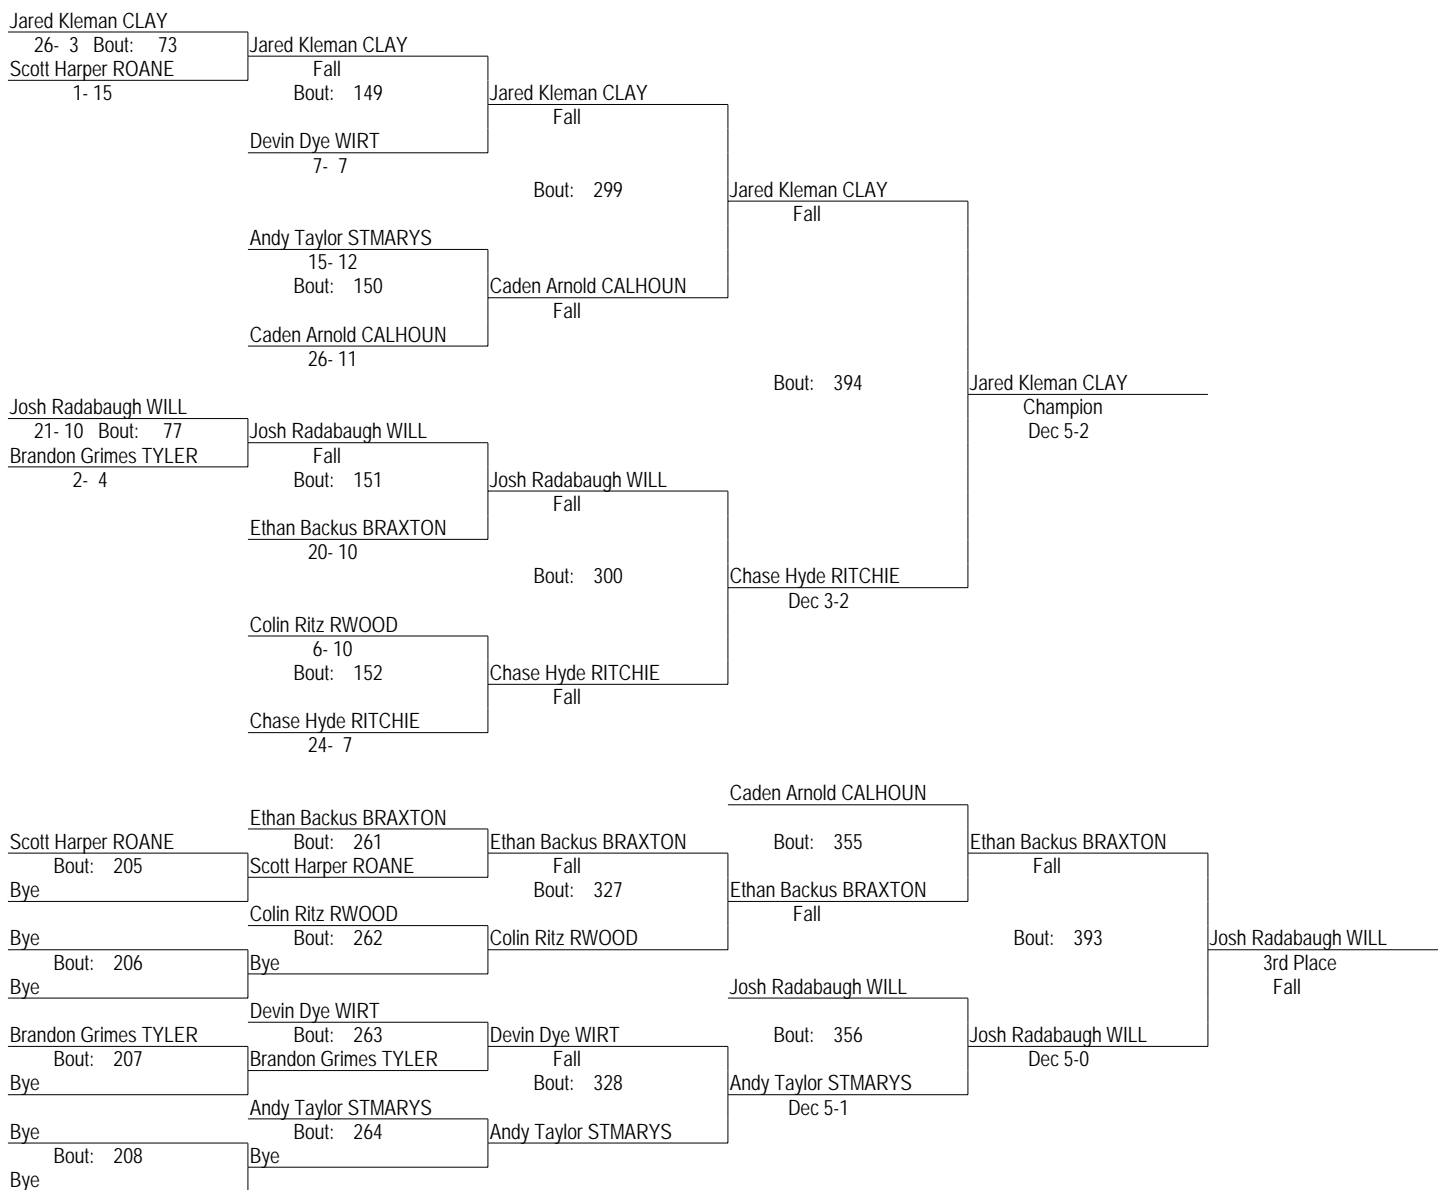 Jared Kleman CLAY
26- 3 Bout: 73
Jared Kleman CLAY
Scott Harper ROANE
Fall
1- 15
Bout: 149
Jared Kleman CLAY
Fall
Devin Dye WIRT
7- 7
Bout: 299
Jared Kleman CLAY
Fall
Andy Taylor STMARYS
15- 12
Bout: 150
Caden Arnold CALHOUN
Fall
Caden Arnold CALHOUN
26- 11
Bout: 394
Jared Kleman CLAY
Champion
Dec 5-2
Josh Radabaugh WILL
21- 10 Bout: 77
Josh Radabaugh WILL
Brandon Grimes TYLER
Fall
2- 4
Bout: 151
Josh Radabaugh WILL
Fall
Ethan Backus BRAXTON
20- 10
Bout: 300
Chase Hyde RITCHIE
Dec 3-2
Colin Ritz RWOOD
6- 10
Bout: 152
Chase Hyde RITCHIE
Fall
Chase Hyde RITCHIE
24- 7
Caden Arnold CALHOUN
Ethan Backus BRAXTON
Scott Harper ROANE
Bout: 261
Ethan Backus BRAXTON
Bout: 355
Ethan Backus BRAXTON
Bout: 205
Scott Harper ROANE
Fall
Fall
Bye
Bout: 327
Ethan Backus BRAXTON
Fall
Colin Ritz RWOOD
Bye
Bout: 262
Colin Ritz RWOOD
Bout: 393
Josh Radabaugh WILL
Bout: 206
Bye
3rd Place
Bye
Josh Radabaugh WILL
Fall
Devin Dye WIRT
Brandon Grimes TYLER
Bout: 263
Devin Dye WIRT
Bout: 356
Josh Radabaugh WILL
Bout: 207
Brandon Grimes TYLER
Fall
Dec 5-0
Bye
Bout: 328
Andy Taylor STMARYS
Dec 5-1
Andy Taylor STMARYS
Bye
Bout: 264
Andy Taylor STMARYS
Bout: 208
Bye
Bye